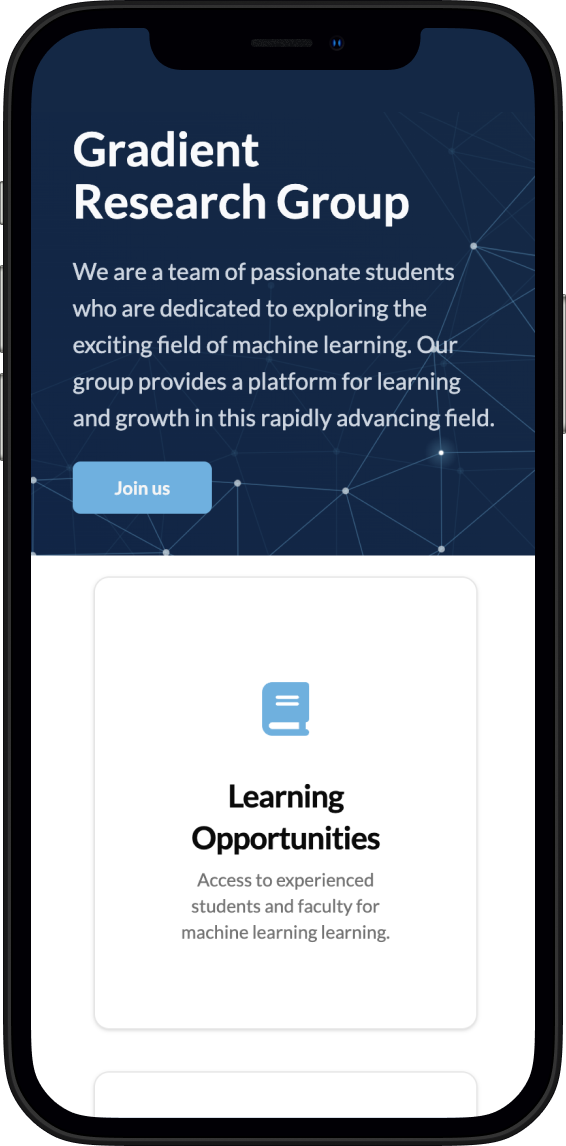 Gradient
Research Group
We are a team of passionate students
who are dedicated to exploring the
exciting field of machine learning. Our
group provides a platform for learning
and growth in this rapidly advancing field.
Join us
Learning
Opportunities
Access to experienced
students and faculty for
machine learning learning.